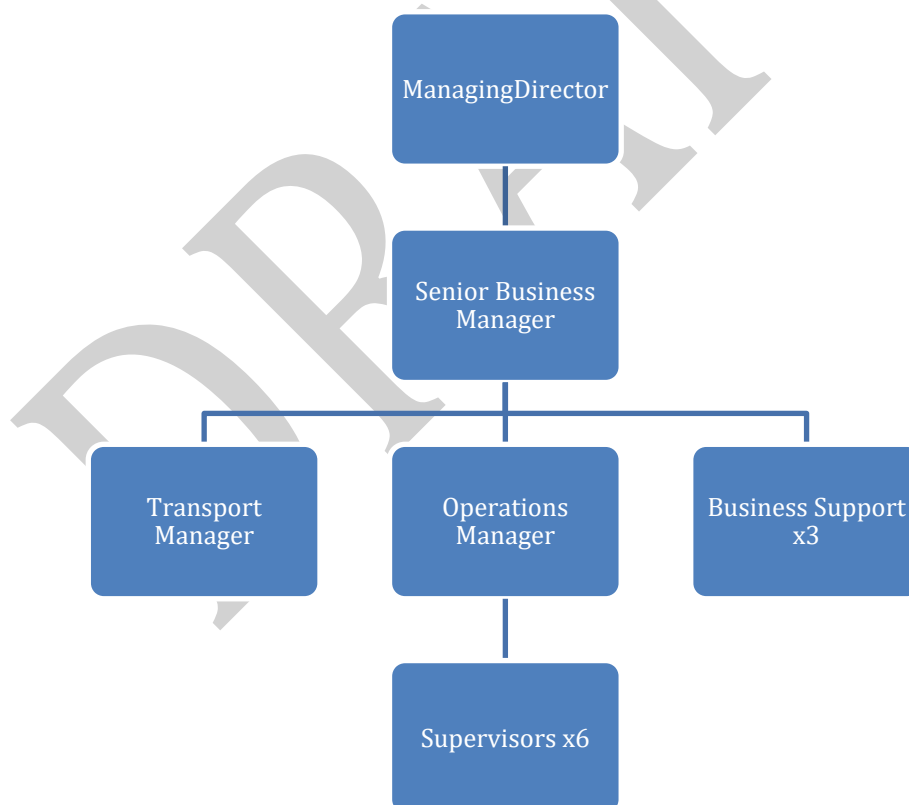 ManagingDirector
Senior Business
Manager
Transport
Manager
Operations
Manager
Business Support
x3
Supervisors x6